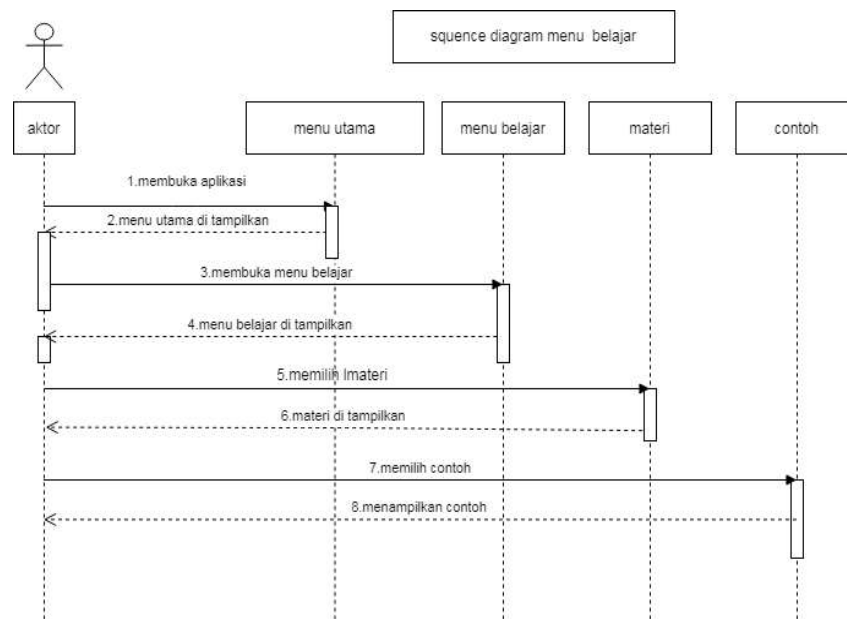 squence diagram menu belajar
aktor
menu utama
menu belajar
materi
contoh
1.membuka aplikasi
2.menu utama di tampilkan
3.membuka menu belajar
4.menu belajar di tampilkan
5.memilih lmateri
6.materi di tampilkan
7.memilih contoh
8.menampilkan contoh